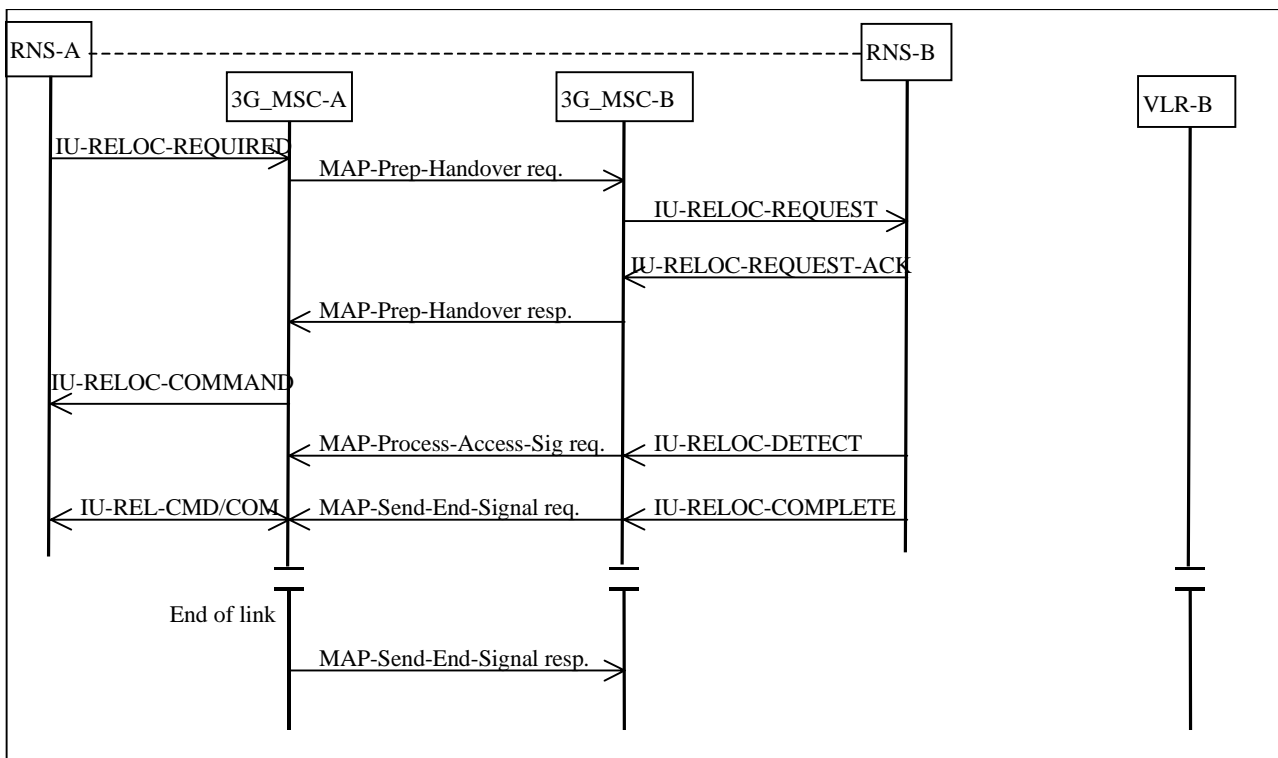 RNS-A
RNS-B
3G_MSC-A
3G_MSC-B
VLR-B
IU-RELOC-REQUIRED
MAP-Prep-Handover req.
IU-RELOC-REQUEST
IU-RELOC-REQUEST-ACK
MAP-Prep-Handover resp.
IU-RELOC-COMMAND
MAP-Process-Access-Sig req.
IU-RELOC-DETECT
IU-REL-CMD/COM
MAP-Send-End-Signal req.
IU-RELOC-COMPLETE
End of link
MAP-Send-End-Signal resp.